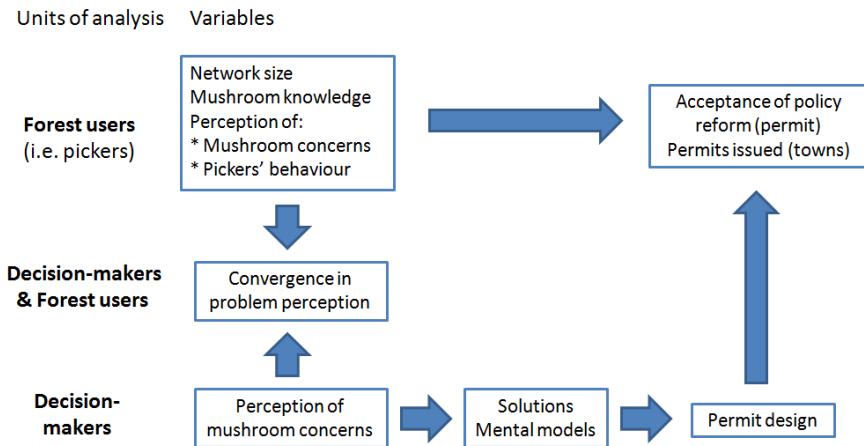 Units of analysis
Variables
Forest users
(i.e. pickers)
Network size
Mushroom knowledge
Perception of:
* Mushroom concerns
* Pickers' behaviour
Acceptance of policy
reform (permit)
Permits issued (towns)
Decision-makers
& Forest users
Convergence in
problem perception
Decision-
makers
Perception of
mushroom concerns
Solutions
Mental models
Permit design